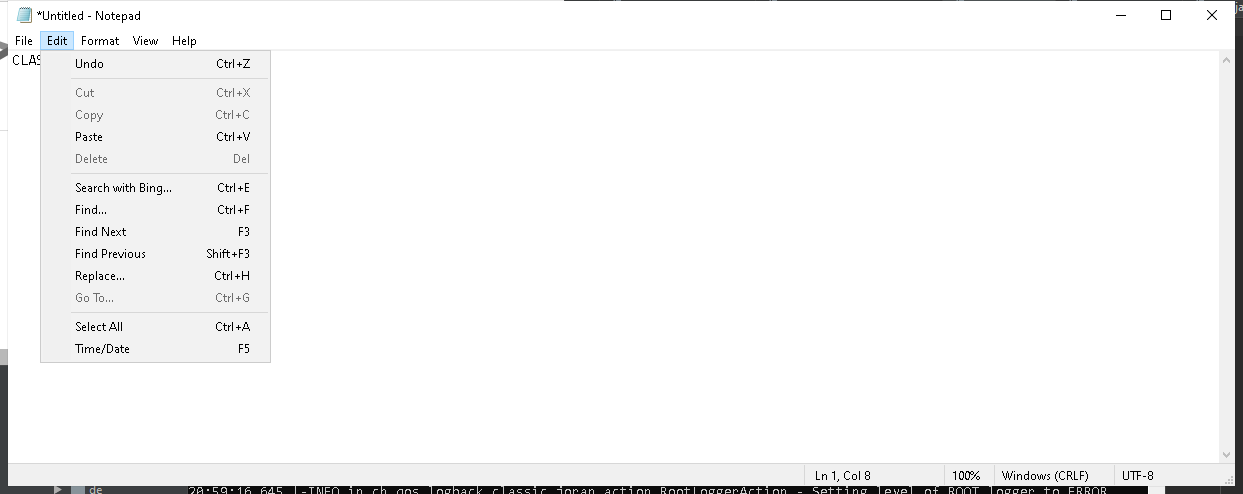 *Untitled - Notepad
File Edit Format View Help
CLAS
Undo Ctrl+Z
Cut Ctrl+X
Copy Ctrl+C
Paste Ctrl+V
Delete Del
Search with Bing... Ctrl+E
Find... Ctrl+F
Find Next F3
Find Previous Shift+F3
Replace... Ctrl+H
Go To... Ctrl+G
Select All Ctrl+A
Time/Date F5
Ln 1, Col 8 100% Windows (CRLF) UTF-8
de 20:59:16,645 |-INFO in ch.qos.logback.classic.joran.action.RootLoggerAction - Setting level of ROOT logger to ERROR